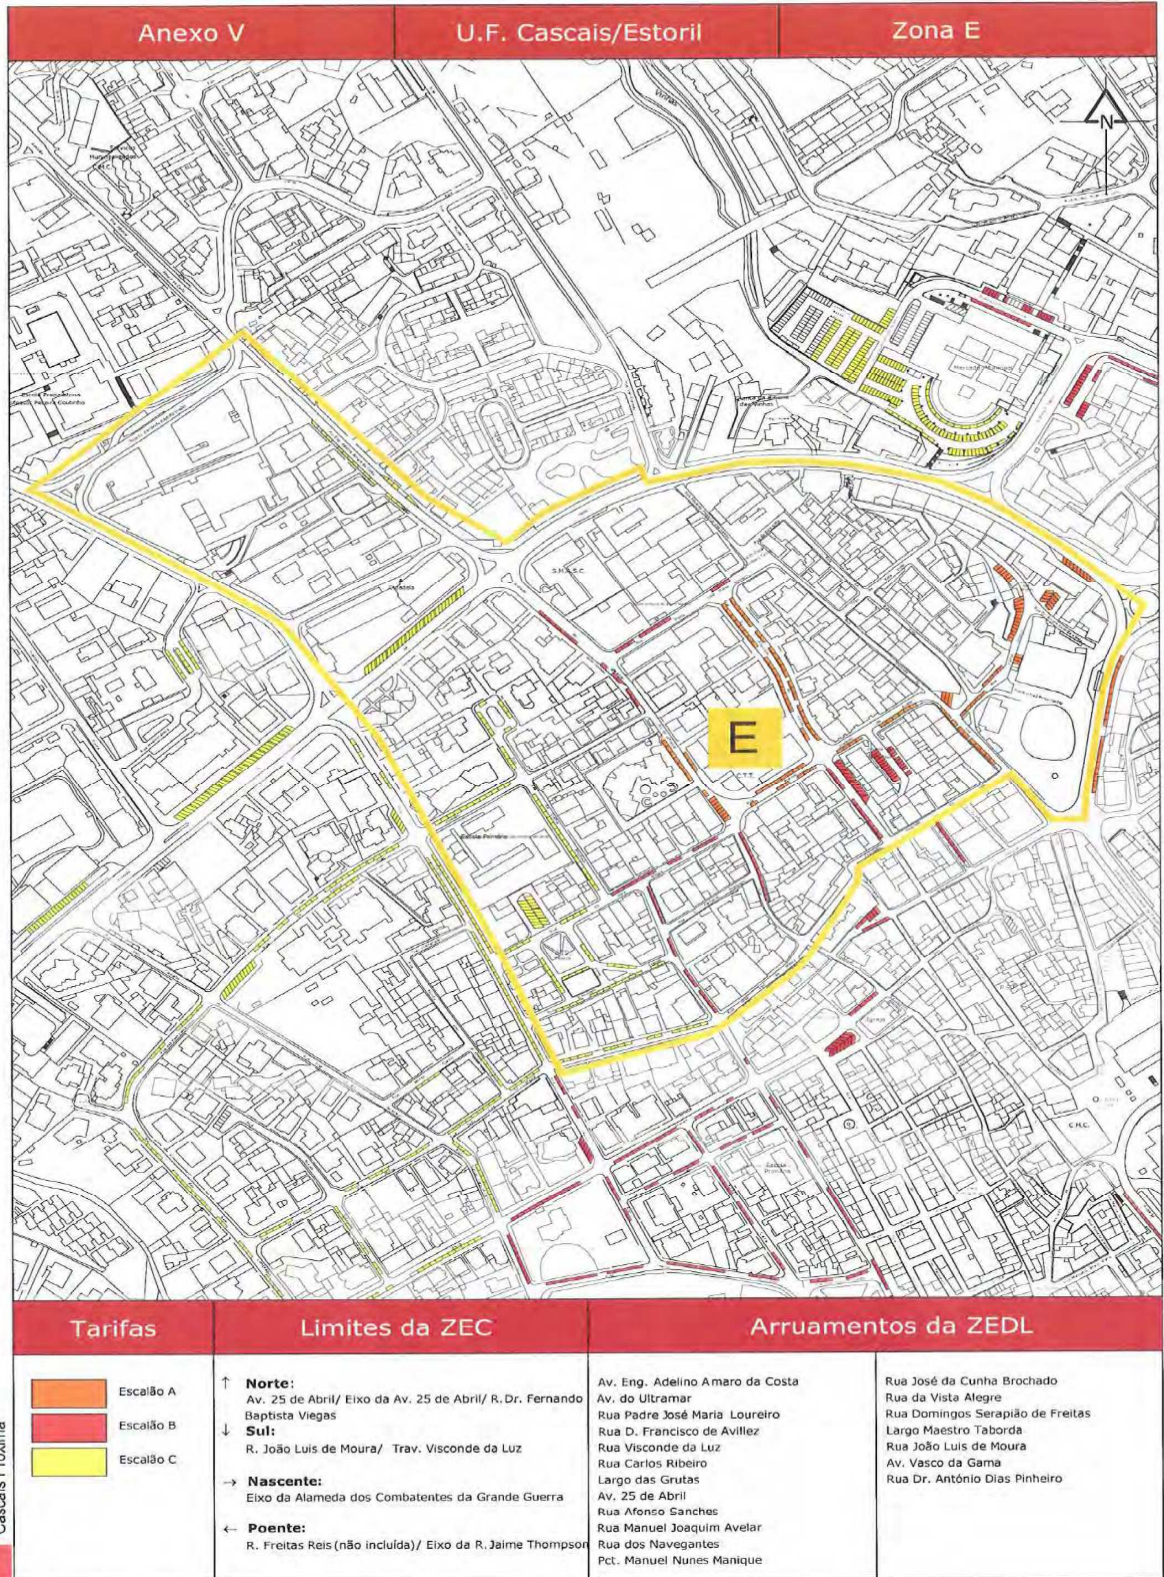 Anexo V
U.F. Cascais/Estoril
Zona E
N
Mercado Municipal
S.M.A.S.C.
E
C.T.T.
Escola Primária
C.M.C.
Tarifas
Escalão A
Escalão B
Escalão C
Limites da ZEC
↑ Norte:
Av. 25 de Abril/ Eixo da Av. 25 de Abril/ R.Dr. Fernando
Baptista Viegas
↓ Sul:
R. João Luis de Moura/ Trav. Visconde da Luz
→ Nascente:
Eixo da Alameda dos Combatentes da Grande Guerra
← Poente:
R. Freitas Reis(não incluída)/ Eixo da R.Jaime Thompson
Arruamentos da ZEDL
Av. Eng. Adelino Amaro da Costa
Av. do Ultramar
Rua Padre José Maria Loureiro
Rua D. Francisco de Avillez
Rua Visconde da Luz
Rua Carlos Ribeiro
Largo das Grutas
Av. 25 de Abril
Rua Afonso Sanches
Rua Manuel Joaquim Avelar
Rua dos Navegantes
Pct. Manuel Nunes Manique
Rua José da Cunha Brochado
Rua da Vista Alegre
Rua Domingos Serapião de Freitas
Largo Maestro Taborda
Rua João Luis de Moura
Av. Vasco da Gama
Rua Dr. António Dias Pinheiro
Cascais Próxima